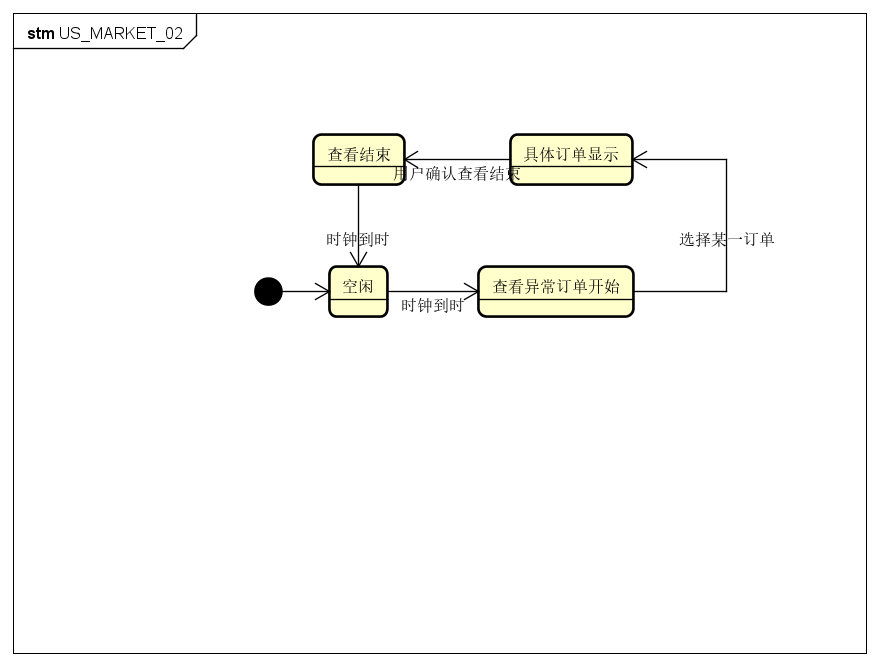 stm US_MARKET_02
查看结束
具体订单显示
用户确认查看结束
时钟到时
选择某一订单
空闲
查看异常订单开始
时钟到时